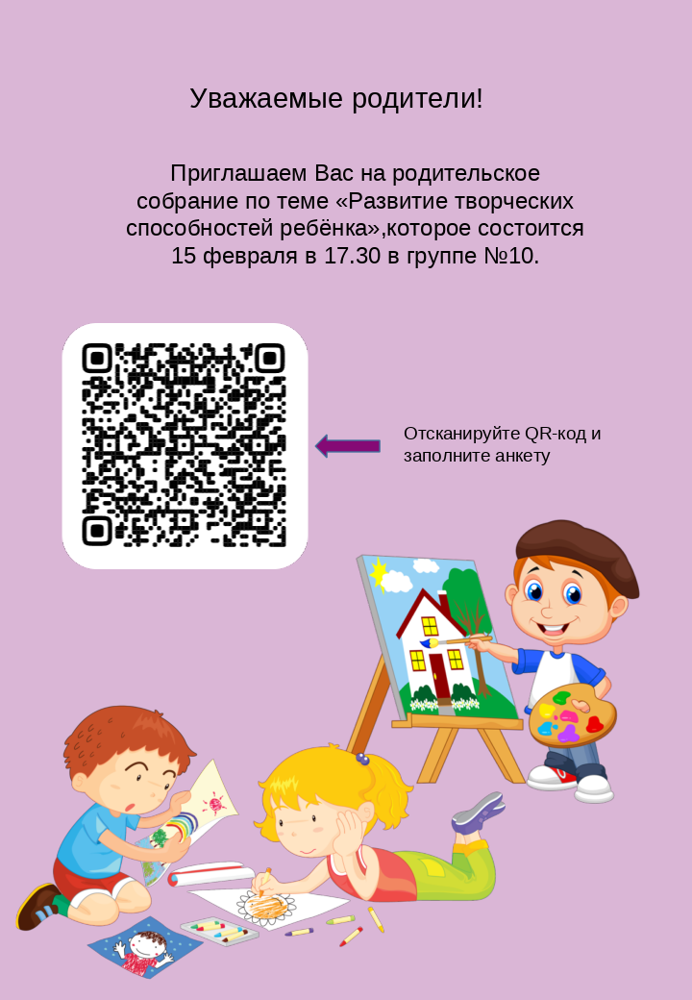 Уважаемые родители!
Приглашаем Вас на родительское
собрание по теме «Развитие творческих
способностей ребёнка»,которое состоится
15 февраля в 17.30 в группе №10.
Отсканируйте QR-код и
заполните анкету